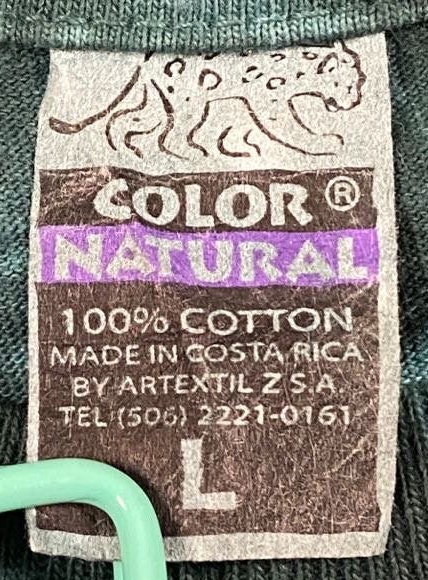 COLOR ®
NATURAL
100% COTTON
MADE IN COSTA RICA
BY ARTEXTIL Z S.A.
TEL (506) 2221-0161
L